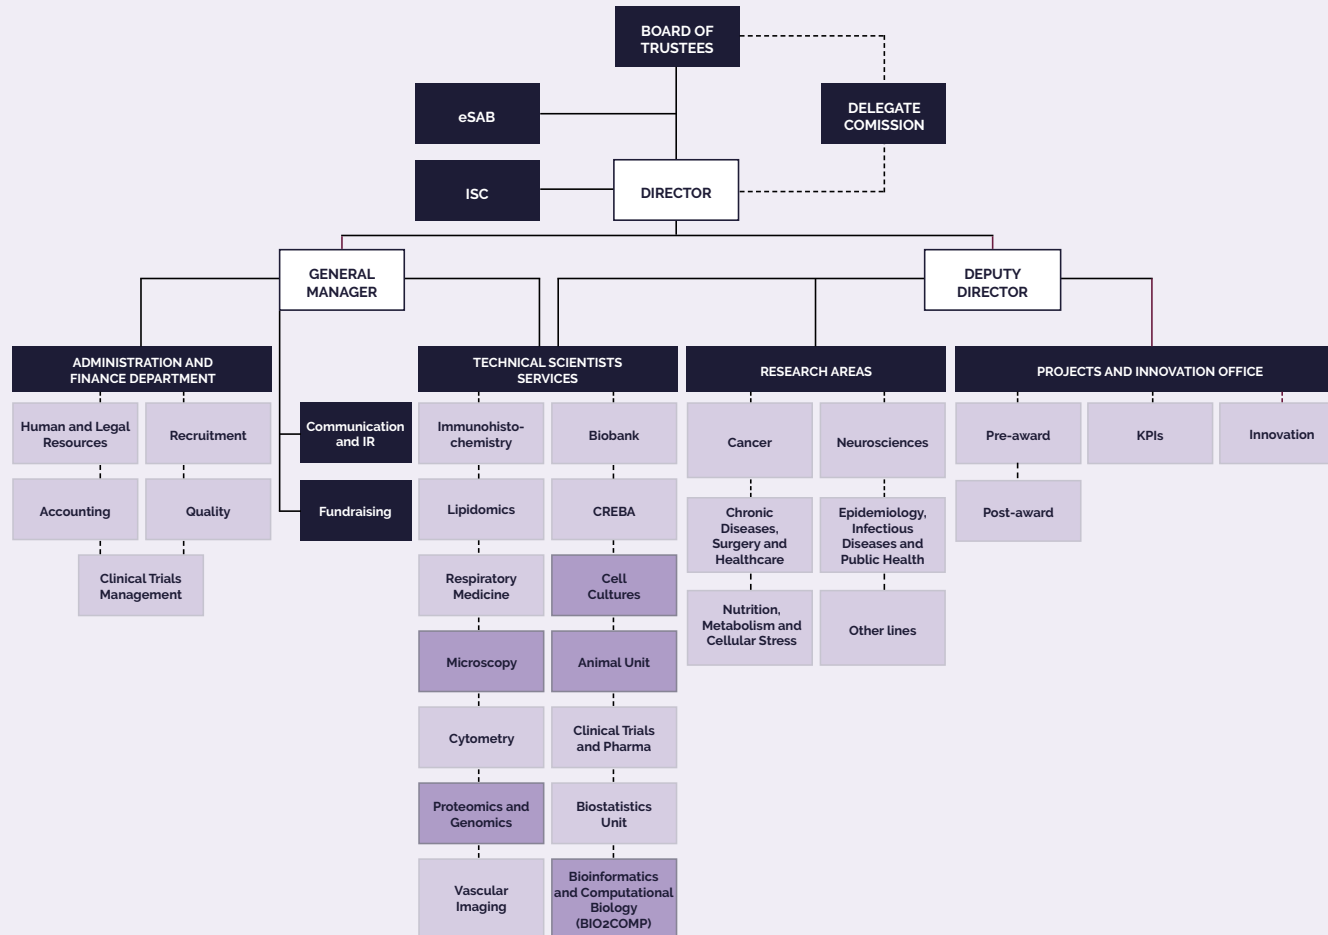 BOARD OF
TRUSTEES
eSAB
DELEGATE
COMISSION
ISC
DIRECTOR
GENERAL
MANAGER
DEPUTY
DIRECTOR
ADMINISTRATION AND
FINANCE DEPARTMENT
Human and Legal
Resources
Recruitment
Accounting
Quality
Clinical Trials
Management
Communication
and IR
Fundraising
TECHNICAL SCIENTISTS
SERVICES
Immunohisto-
chemistry
Biobank
Lipidomics
CREBA
Respiratory
Medicine
Cell
Cultures
Microscopy
Animal Unit
Cytometry
Clinical Trials
and Pharma
Proteomics and
Genomics
Biostatistics
Unit
Vascular
Imaging
Bioinformatics
and Computational
Biology
(BIO2COMP)
RESEARCH AREAS
Cancer
Neurosciences
Chronic
Diseases,
Surgery and
Healthcare
Epidemiology,
Infectious
Diseases and
Public Health
Nutrition,
Metabolism and
Cellular Stress
Other lines
PROJECTS AND INNOVATION OFFICE
Pre-award
KPIs
Innovation
Post-award